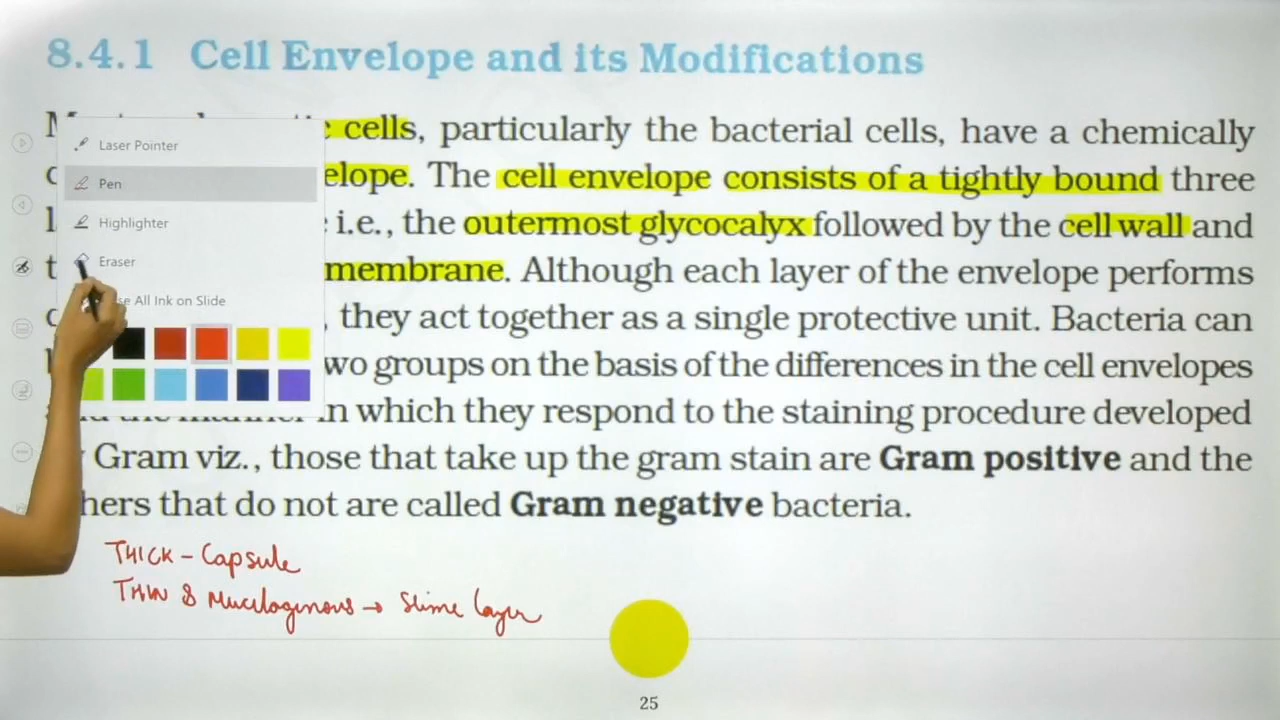 8.4.1 Cell Envelope and its Modifications
cells, particularly the bacterial cells, have a chemically
elope. The cell envelope consists of a tightly bound three
i.e., the outermost glycocalyx followed by the cell wall and
membrane. Although each layer of the envelope performs
, they act together as a single protective unit. Bacteria can
wo groups on the basis of the differences in the cell envelopes
in which they respond to the staining procedure developed
Gram viz., those that take up the gram stain are Gram positive and the
hers that do not are called Gram negative bacteria.
Laser Pointer
Pen
Highlighter
Eraser
All Ink on Slide
THICK - Capsule
THIN & Mucilaginous → Slime layer
25